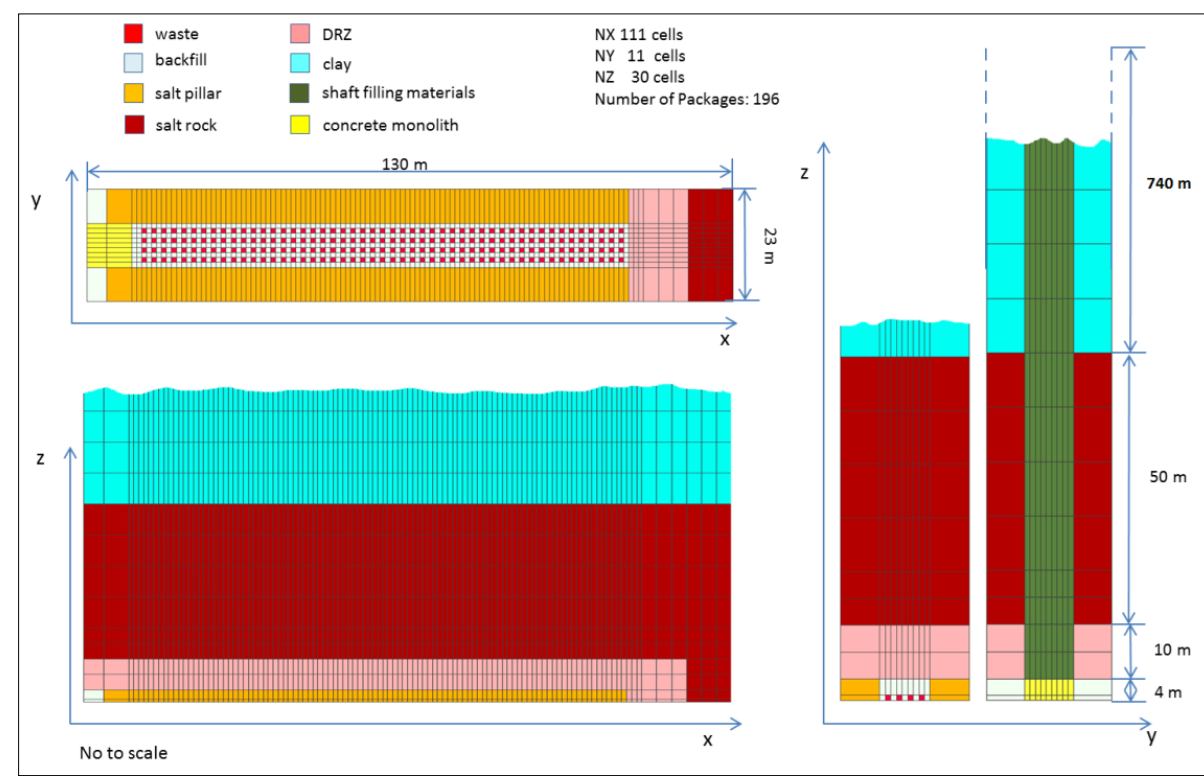 waste
backfill
salt pillar
salt rock
DRZ
clay
shaft filling materials
concrete monolith
NX 111 cells
NY 11 cells
NZ 30 cells
Number of Packages: 196
130 m
y
23 m
x
z
x
No to scale
z
740 m
50 m
10 m
4 m
y